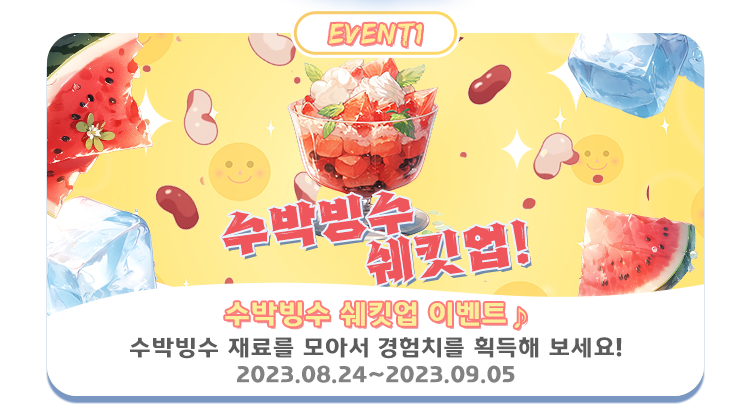 EVENT1
수박빙수
쉐킷업!
수박빙수 쉐킷업 이벤트♪
수박빙수 재료를 모아서 경험치를 획득해 보세요!
2023.08.24~2023.09.05